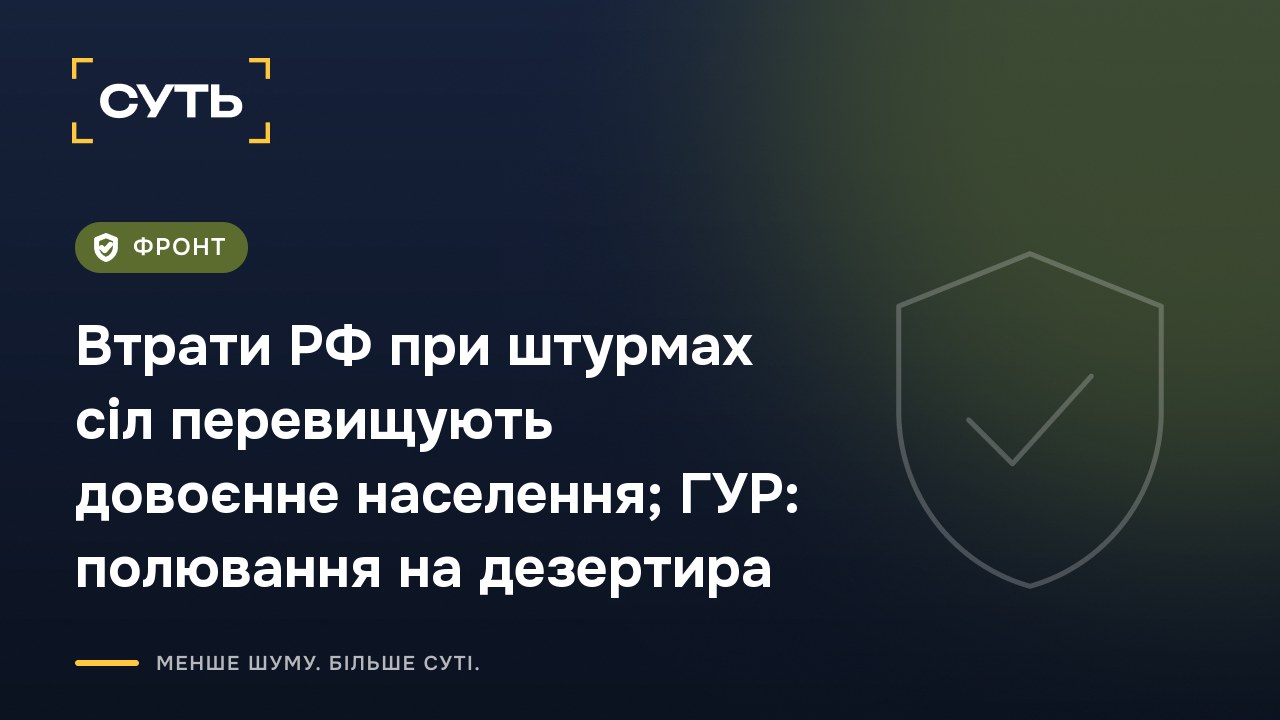 СУТЬ
ФРОНТ
Втрати РФ при штурмах
сіл перевищують
довоєнне населення; ГУР:
полювання на дезертира
МЕНШЕ ШУМУ. БІЛЬШЕ СУТІ.